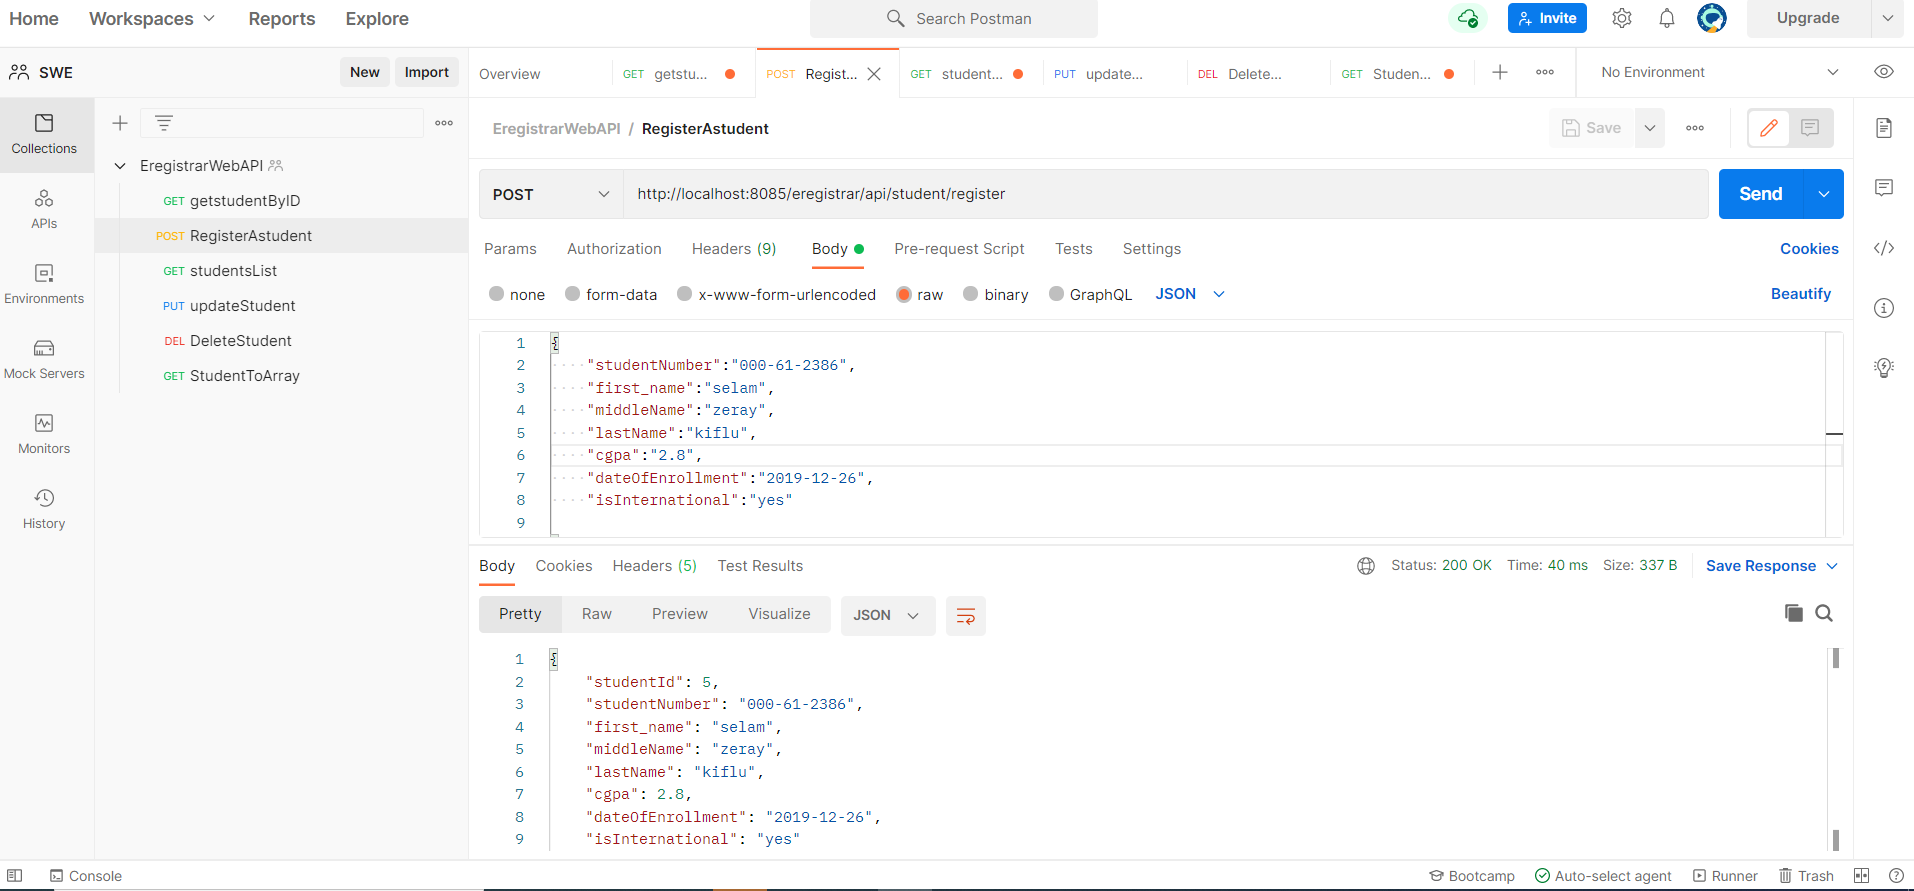 Home Workspaces Reports Explore Search Postman Invite Upgrade
SWE New Import Overview GET getstu... POST Regist... GET student... PUT update... DEL Delete... GET Studen... No Environment
EregistrarWebAPI / RegisterAstudent Save
Collections
EregistrarWebAPI
GET getstudentByID
POST RegisterAstudent
GET studentsList
PUT updateStudent
DEL DeleteStudent
GET StudentToArray
APIs
Environments
Mock Servers
Monitors
History
POST http://localhost:8085/eregistrar/api/student/register Send
Params Authorization Headers (9) Body Pre-request Script Tests Settings Cookies
none form-data x-www-form-urlencoded raw binary GraphQL JSON Beautify
1 {
2 "studentNumber":"000-61-2386",
3 "first_name":"selam",
4 "middleName":"zeray",
5 "lastName":"kiflu",
6 "cgpa":"2.8",
7 "dateOfEnrollment":"2019-12-26",
8 "isInternational":"yes"
9
Body Cookies Headers (5) Test Results Status: 200 OK Time: 40 ms Size: 337 B Save Response
Pretty Raw Preview Visualize JSON
1 {
2 "studentId": 5,
3 "studentNumber": "000-61-2386",
4 "first_name": "selam",
5 "middleName": "zeray",
6 "lastName": "kiflu",
7 "cgpa": 2.8,
8 "dateOfEnrollment": "2019-12-26",
9 "isInternational": "yes"
Console Bootcamp Auto-select agent Runner Trash